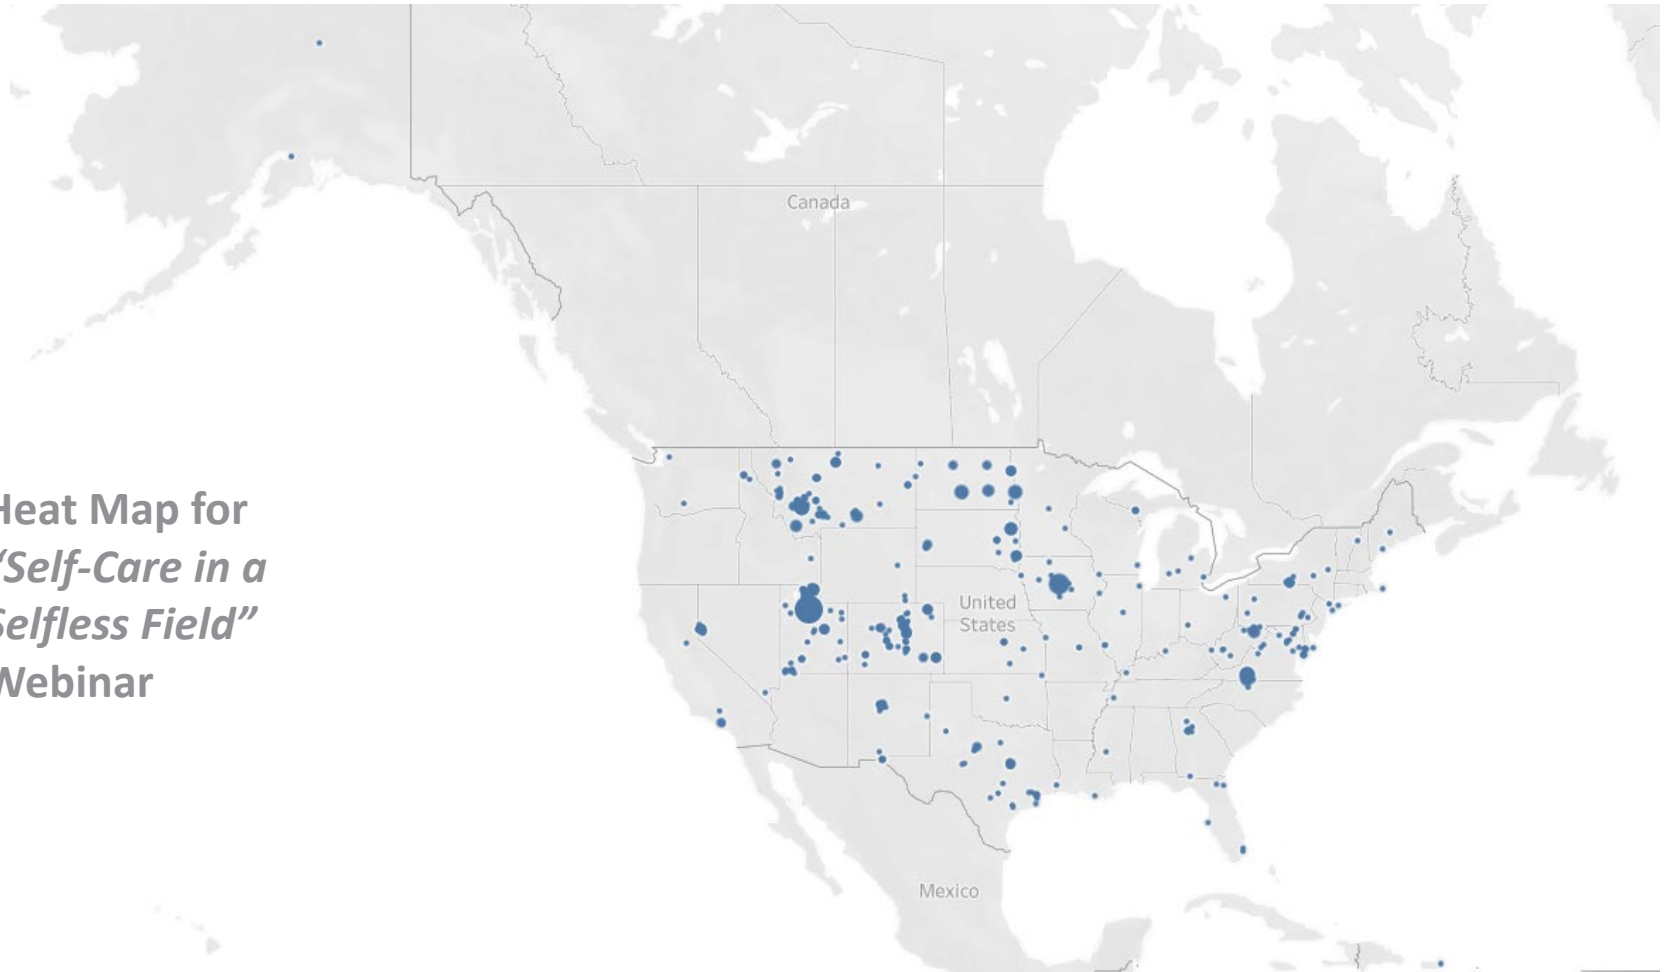 Heat Map for
“Self-Care in a
Selfless Field”
Webinar
Canada
United
States
Mexico